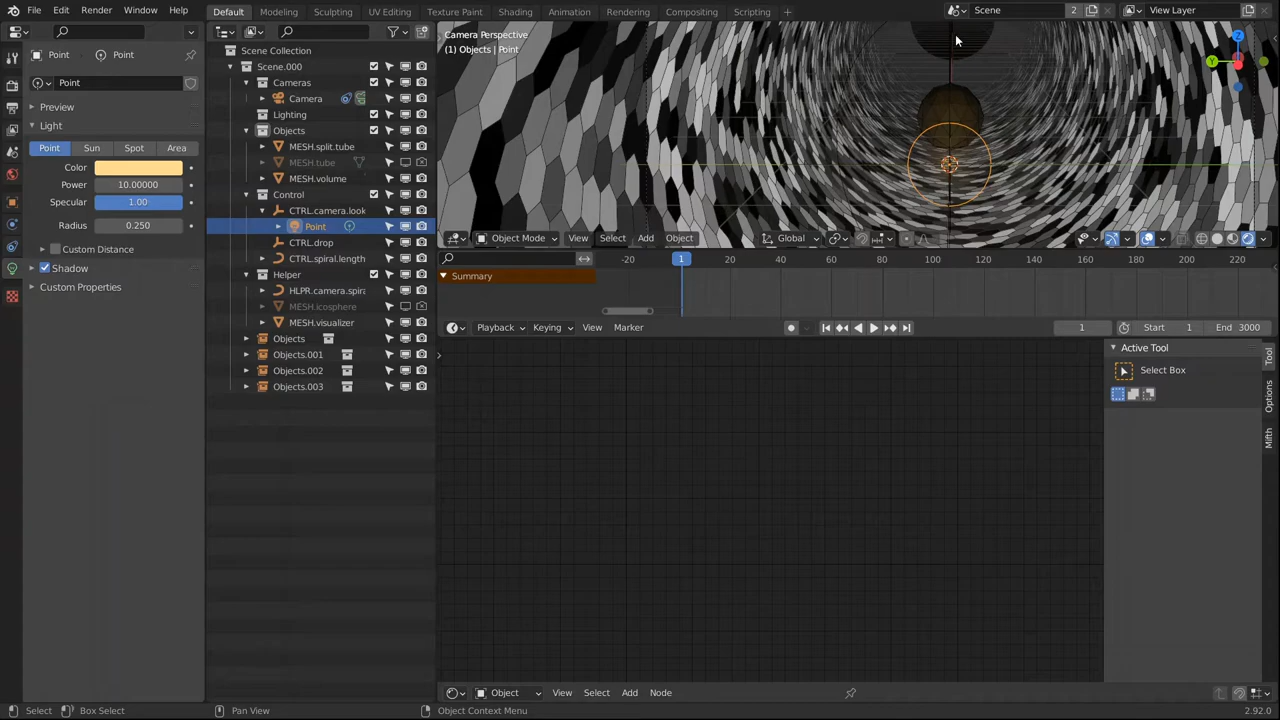 File Edit Render Window Help Default Modeling Sculpting UV Editing Texture Paint Shading Animation Rendering Compositing Scripting + Scene 2 View Layer
Point Point
Point
Preview
Light
Point Sun Spot Area
Color
Power 10.00000
Specular 1.00
Radius 0.250
Custom Distance
Shadow
Custom Properties
Scene Collection
Scene.000
Cameras
Camera
Lighting
Objects
MESH.split.tube
MESH.tube
MESH.volume
Control
CTRL.camera.look
Point
CTRL.drop
CTRL.spiral.length
Helper
HLPR.camera.spira
MESH.icosphere
MESH.visualizer
Objects
Objects.001
Objects.002
Objects.003
Camera Perspective
(1) Objects | Point
Z
Y
Object Mode View Select Add Object Global
-20 1 20 40 60 80 100 120 140 160 180 200 220
Summary
Playback Keying View Marker 1 Start 1 End 3000
Active Tool
Select Box
Tool
Options
Mifth
Object View Select Add Node
Select Box Select Pan View Object Context Menu 2.92.0